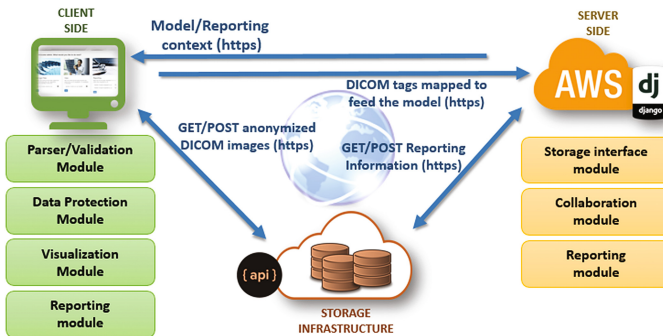 CLIENT
SIDE
Model/Reporting
context (https)
SERVER
SIDE
AWS
dj
django
DICOM tags mapped to
feed the model (https)
GET/POST anonymized
DICOM images (https)
GET/POST Reporting
Information (https)
Parser/Validation
Module
Data Protection
Module
Visualization
Module
Reporting
module
Storage interface
module
Collaboration
module
Reporting
module
{ api }
STORAGE
INFRASTRUCTURE